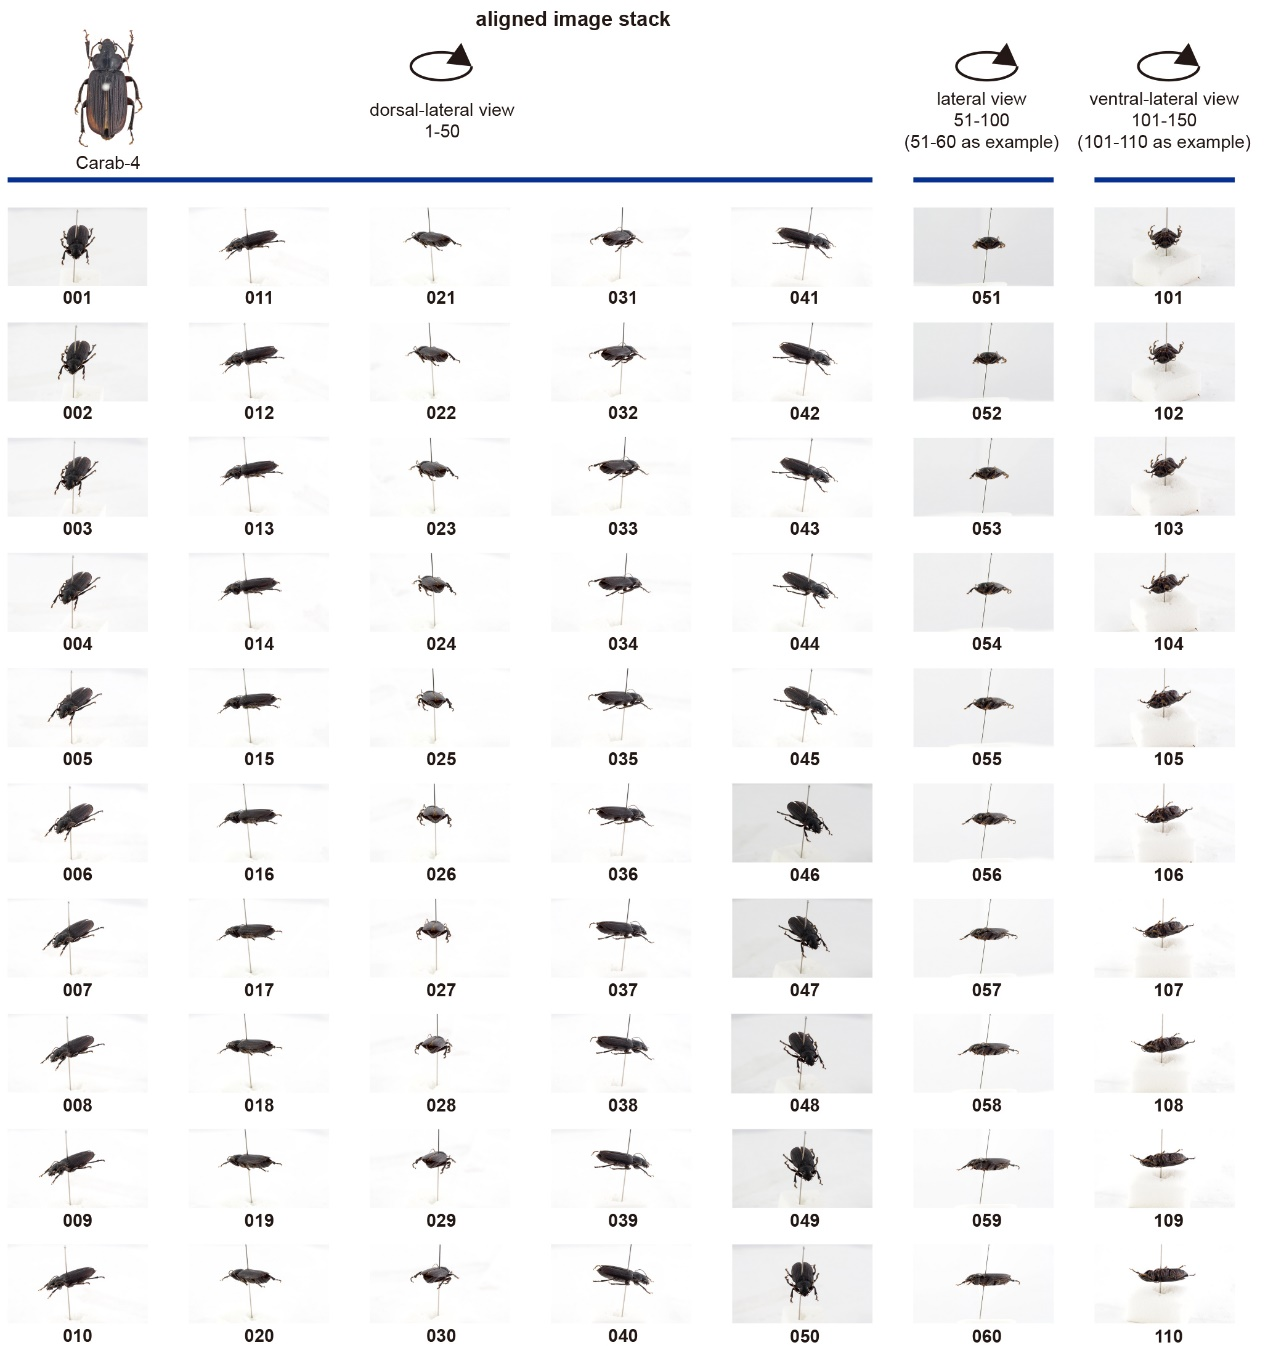 aligned image stack
Carab-4
dorsal-lateral view
1-50
lateral view
51-100
(51-60 as example)
ventral-lateral view
101-150
(101-110 as example)
001 011 021 031 041 051 101
002 012 022 032 042 052 102
003 013 023 033 043 053 103
004 014 024 034 044 054 104
005 015 025 035 045 055 105
006 016 026 036 046 056 106
007 017 027 037 047 057 107
008 018 028 038 048 058 108
009 019 029 039 049 059 109
010 020 030 040 050 060 110